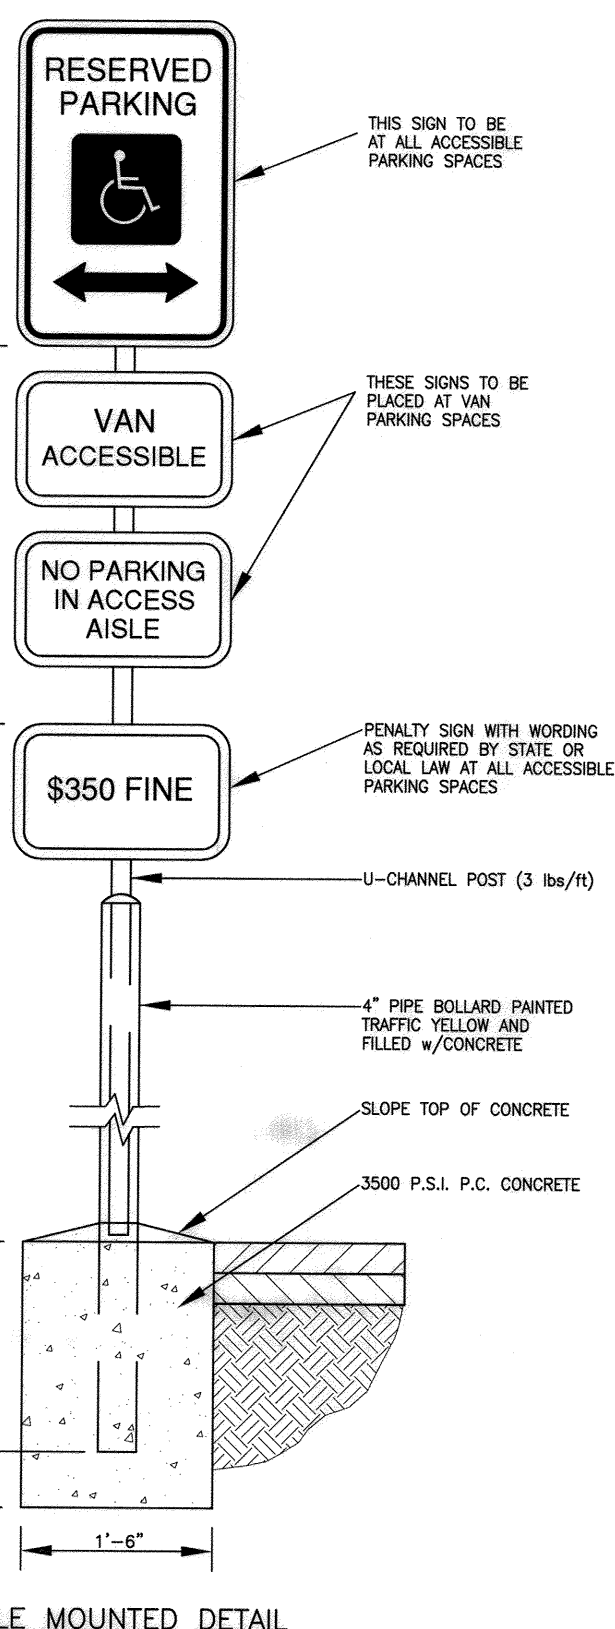 RESERVED
PARKING
THIS SIGN TO BE
AT ALL ACCESSIBLE
PARKING SPACES
VAN
ACCESSIBLE
THESE SIGNS TO BE
PLACED AT VAN
PARKING SPACES
NO PARKING
IN ACCESS
AISLE
$350 FINE
PENALTY SIGN WITH WORDING
AS REQUIRED BY STATE OR
LOCAL LAW AT ALL ACCESSIBLE
PARKING SPACES
U-CHANNEL POST (3 lbs/ft)
4" PIPE BOLLARD PAINTED
TRAFFIC YELLOW AND
FILLED w/CONCRETE
SLOPE TOP OF CONCRETE
3500 P.S.I. P.C. CONCRETE
1'-6"
LE MOUNTED DETAIL